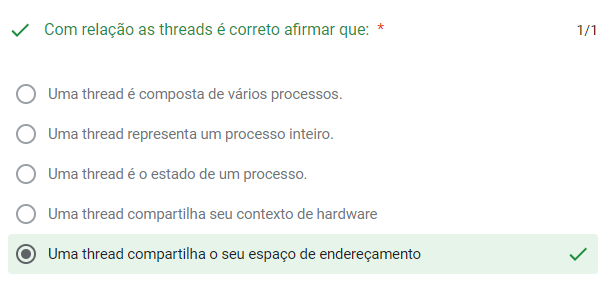 Com relação as threads é correto afirmar que: * 1/1
Uma thread é composta de vários processos.
Uma thread representa um processo inteiro.
Uma thread é o estado de um processo.
Uma thread compartilha seu contexto de hardware
Uma thread compartilha o seu espaço de endereçamento